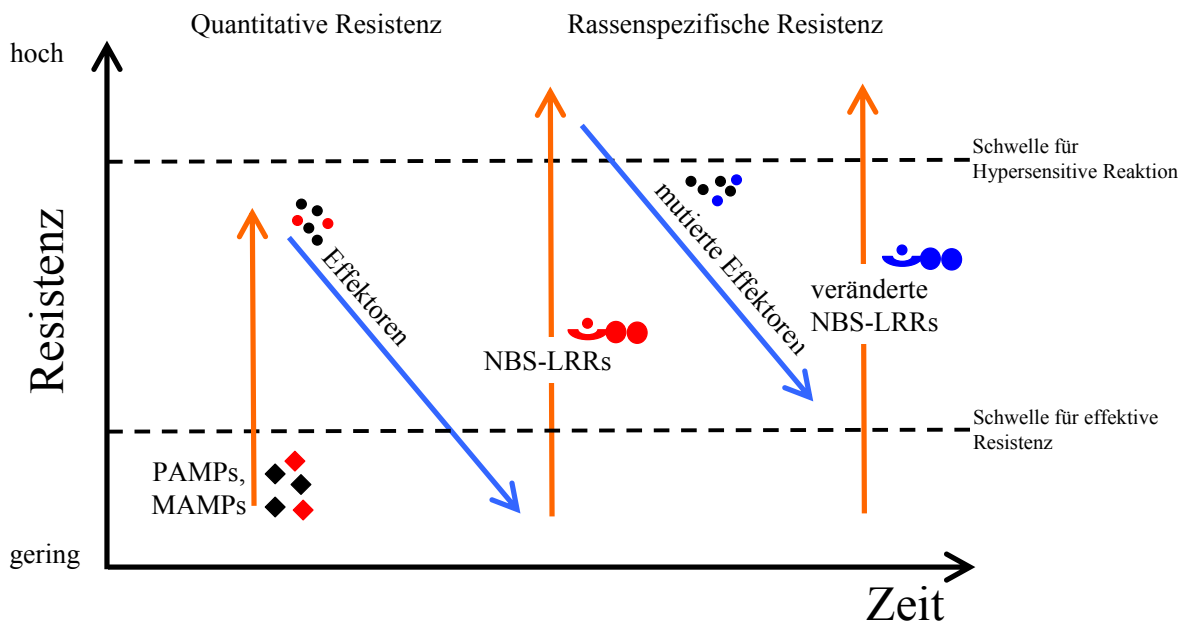 Quantitative Resistenz
Rassenspezifische Resistenz
hoch
Schwelle für
Hypersensitive Reaktion
Resistenz
Effektoren
mutierte Effektoren
veränderte
NBS-LRRs
NBS-LRRs
Schwelle für effektive
Resistenz
PAMPs,
MAMPs
gering
Zeit